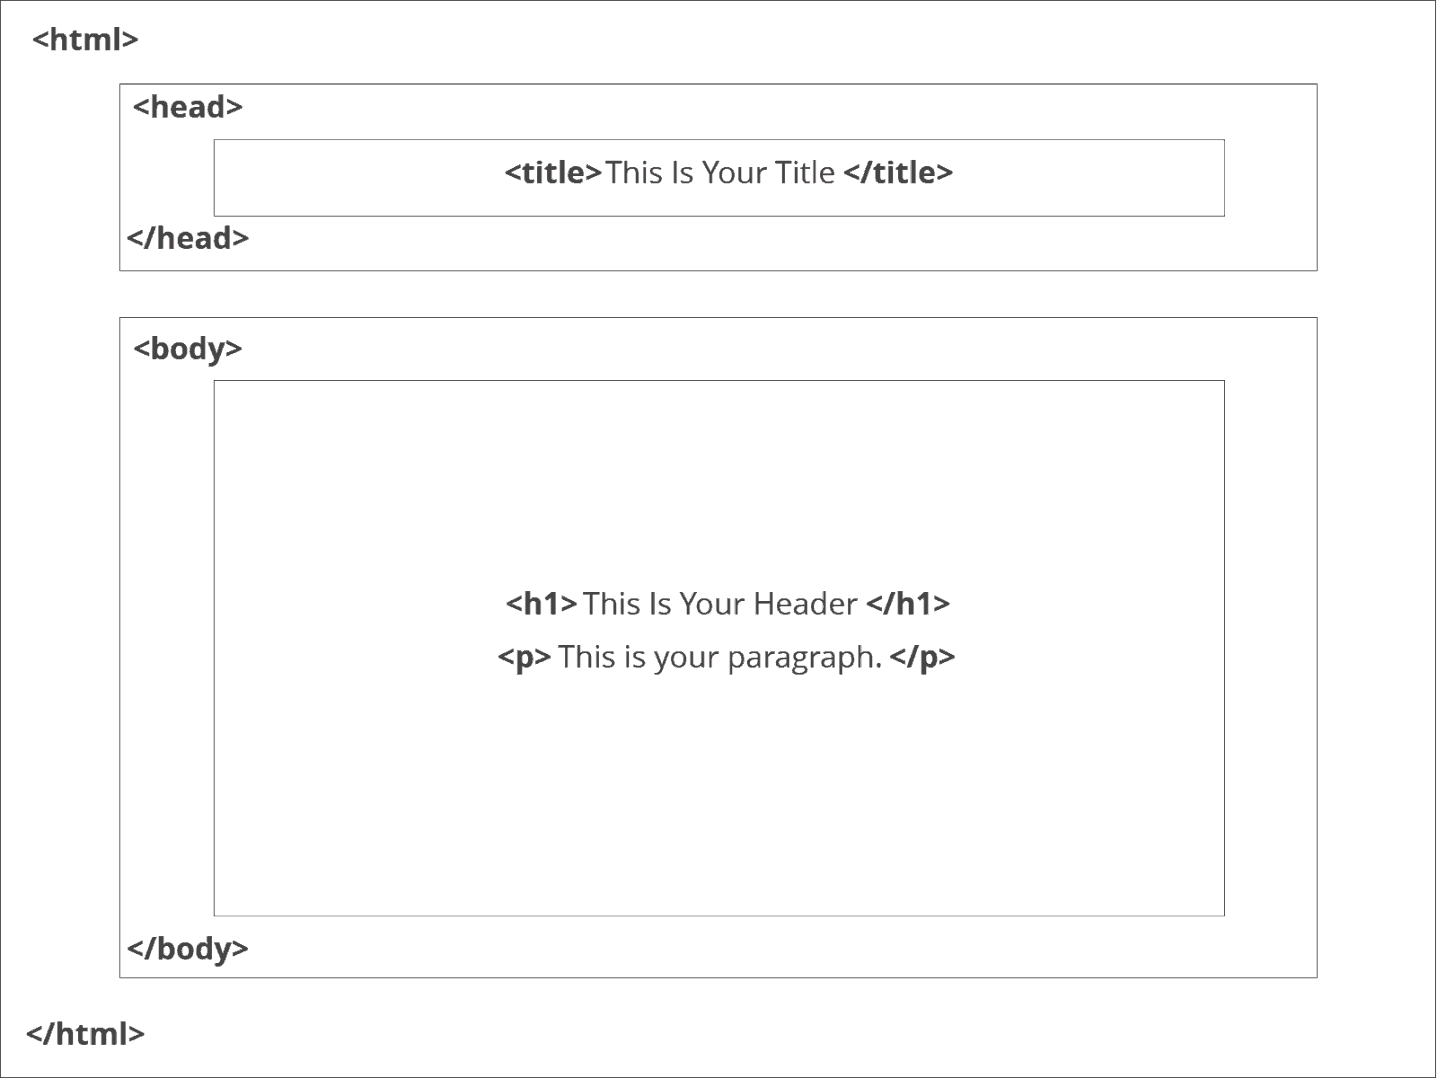 <html>
<head>
<title>This Is Your Title </title>
</head>
<body>
<h1> This Is Your Header </h1>
<p> This is your paragraph. </p>
</body>
</html>